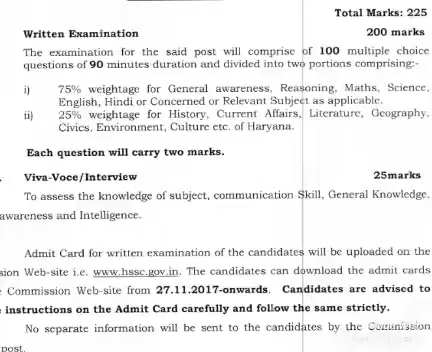 Total Marks: 225
Written Examination 200 marks
The examination for the said post will comprise of 100 multiple choice
questions of 90 minutes duration and divided into two portions comprising:-
i) 75% weightage for General awareness, Reasoning, Maths, Science,
English, Hindi or Concerned or Relevant Subject as applicable.
ii) 25% weightage for History, Current Affairs, Literature, Geography,
Civics, Environment, Culture etc. of Haryana.
Each question will carry two marks.
Viva-Voce/Interview 25marks
To assess the knowledge of subject, communication Skill, General Knowledge,
awareness and Intelligence.
Admit Card for written examination of the candidates will be uploaded on the
sion Web-site i.e. www.hssc.gov.in. The candidates can download the admit cards
Commission Web-site from 27.11.2017-onwards. Candidates are advised to
instructions on the Admit Card carefully and follow the same strictly.
No separate information will be sent to the candidates by the Commission
post.